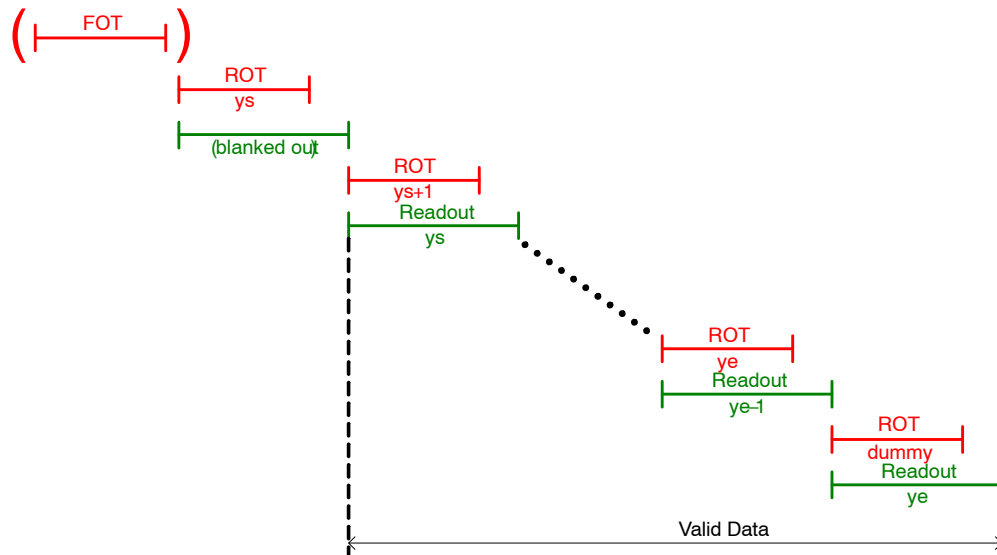 ( FOT )
ROT
ys
(blanked out)
ROT
ys+1
Readout
ys
ROT
ye
Readout
ye–1
ROT
dummy
Readout
ye
Valid Data